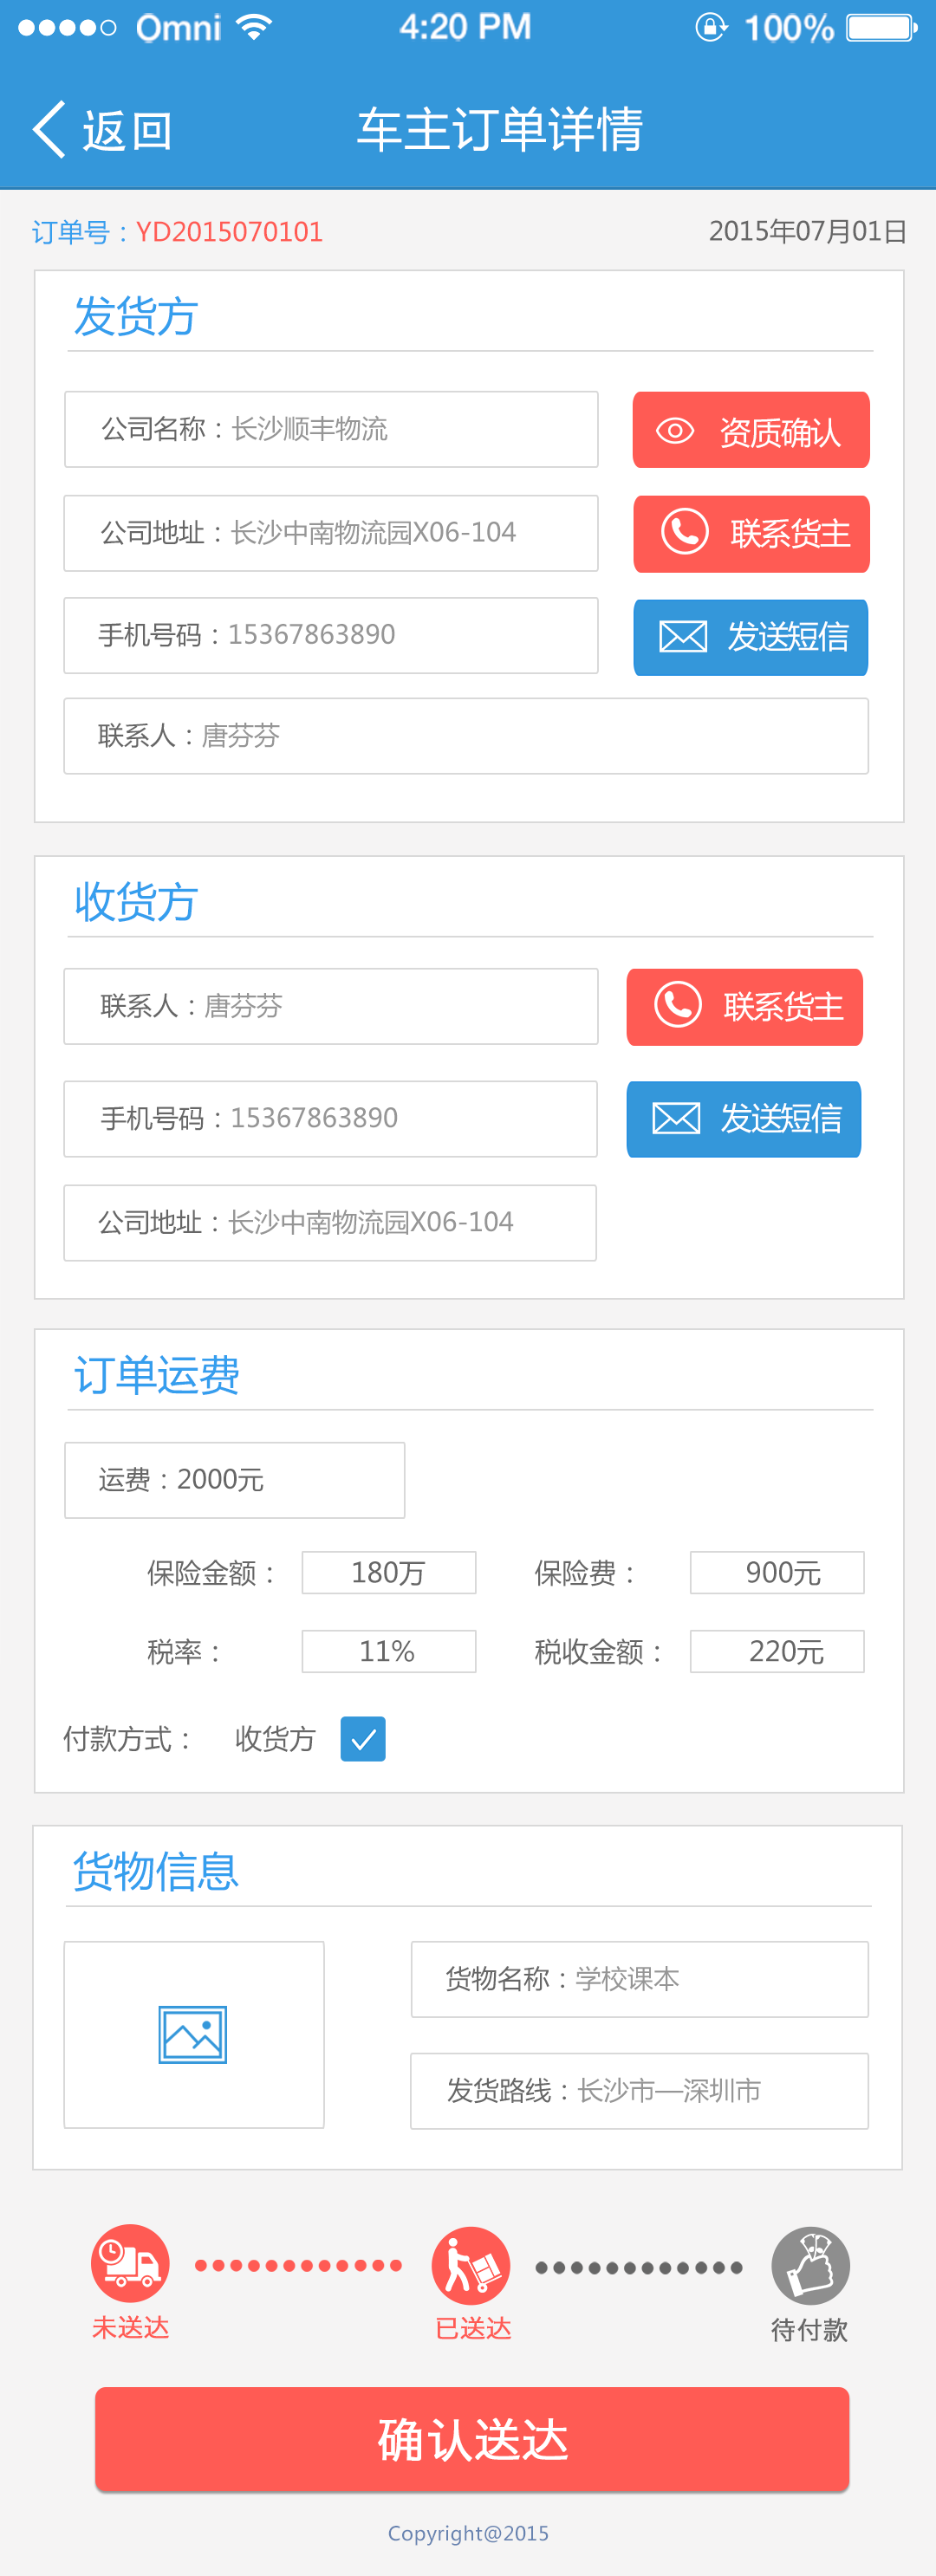 Omni 4:20 PM 100%
返回 车主订单详情
订单号：YD2015070101 2015年07月01日
发货方
公司名称：长沙顺丰物流 资质确认
公司地址：长沙中南物流园X06-104 联系货主
手机号码：15367863890 发送短信
联系人：唐芬芬
收货方
联系人：唐芬芬 联系货主
手机号码：15367863890 发送短信
公司地址：长沙中南物流园X06-104
订单运费
运费：2000元
保险金额： 180万 保险费： 900元
税率： 11% 税收金额： 220元
付款方式： 收货方
货物信息
货物名称：学校课本
发货路线：长沙市—深圳市
未送达 已送达 待付款
确认送达
Copyright@2015